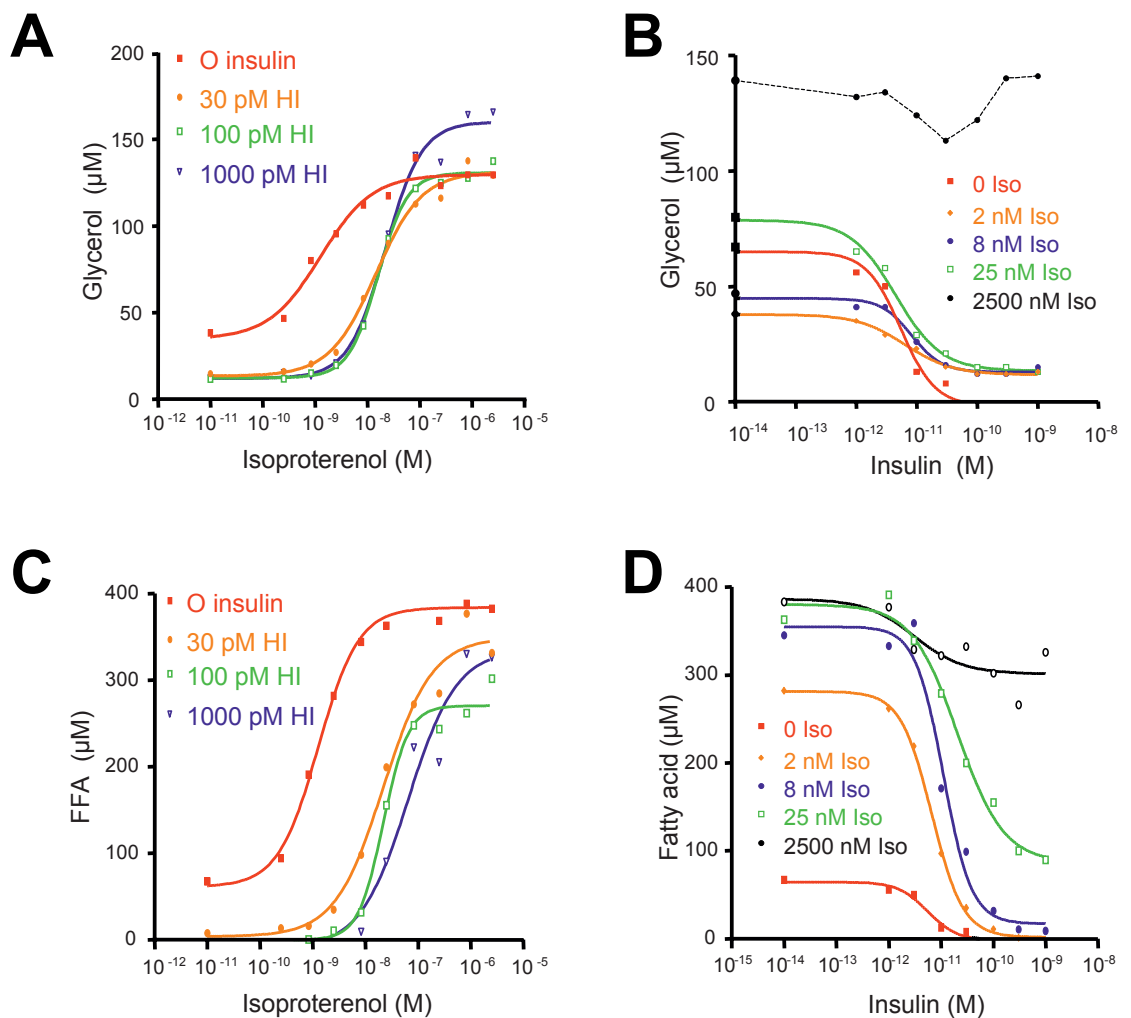 A
200
150
100
50
0
Glycerol (µM)
O insulin
30 pM HI
100 pM HI
1000 pM HI
10-12 10-11 10-10 10-9 10-8 10-7 10-6 10-5
Isoproterenol (M)
B
150
100
50
0
Glycerol (µM)
0 Iso
2 nM Iso
8 nM Iso
25 nM Iso
2500 nM Iso
10-14 10-13 10-12 10-11 10-10 10-9 10-8
Insulin (M)
C
400
300
200
100
0
FFA (µM)
O insulin
30 pM HI
100 pM HI
1000 pM HI
10-12 10-11 10-10 10-9 10-8 10-7 10-6 10-5
Isoproterenol (M)
D
400
300
200
100
0
Fatty acid (µM)
0 Iso
2 nM Iso
8 nM Iso
25 nM Iso
2500 nM Iso
10-15 10-14 10-13 10-12 10-11 10-10 10-9 10-8
Insulin (M)